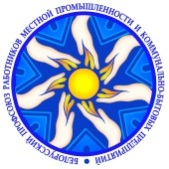 БЕЛОРУССКИЙ ПРОФСОЮЗ РАБОТНИКОВ МЕСТНОЙ ПРОМЫШЛЕННОСТИ И КОММУНАЛЬНО-БЫТОВЫХ ПРЕДПРИЯТИЙ